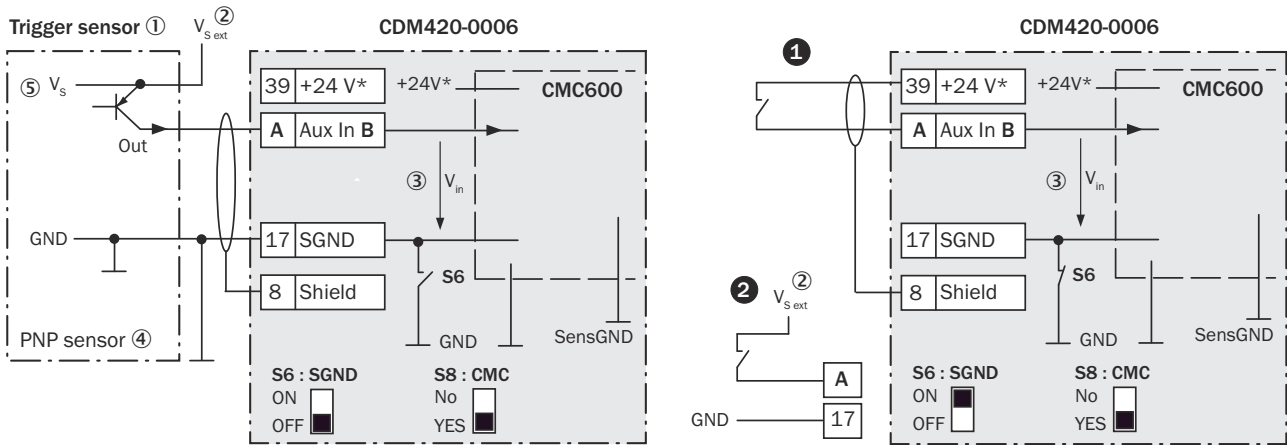 Trigger sensor ①
V_S ext ②
CDM420-0006
⑤ V_S
Out
GND
PNP sensor ④
39 +24 V*
+24V*
CMC600
A Aux In B
③ V_in
17 SGND
S6
8 Shield
GND
SensGND
S6 : SGND
ON
OFF
S8 : CMC
No
YES
CDM420-0006
❶
39 +24 V*
+24V*
CMC600
A Aux In B
③ V_in
17 SGND
S6
8 Shield
GND
SensGND
❷ V_S ext ②
A
GND
17
S6 : SGND
ON
OFF
S8 : CMC
No
YES